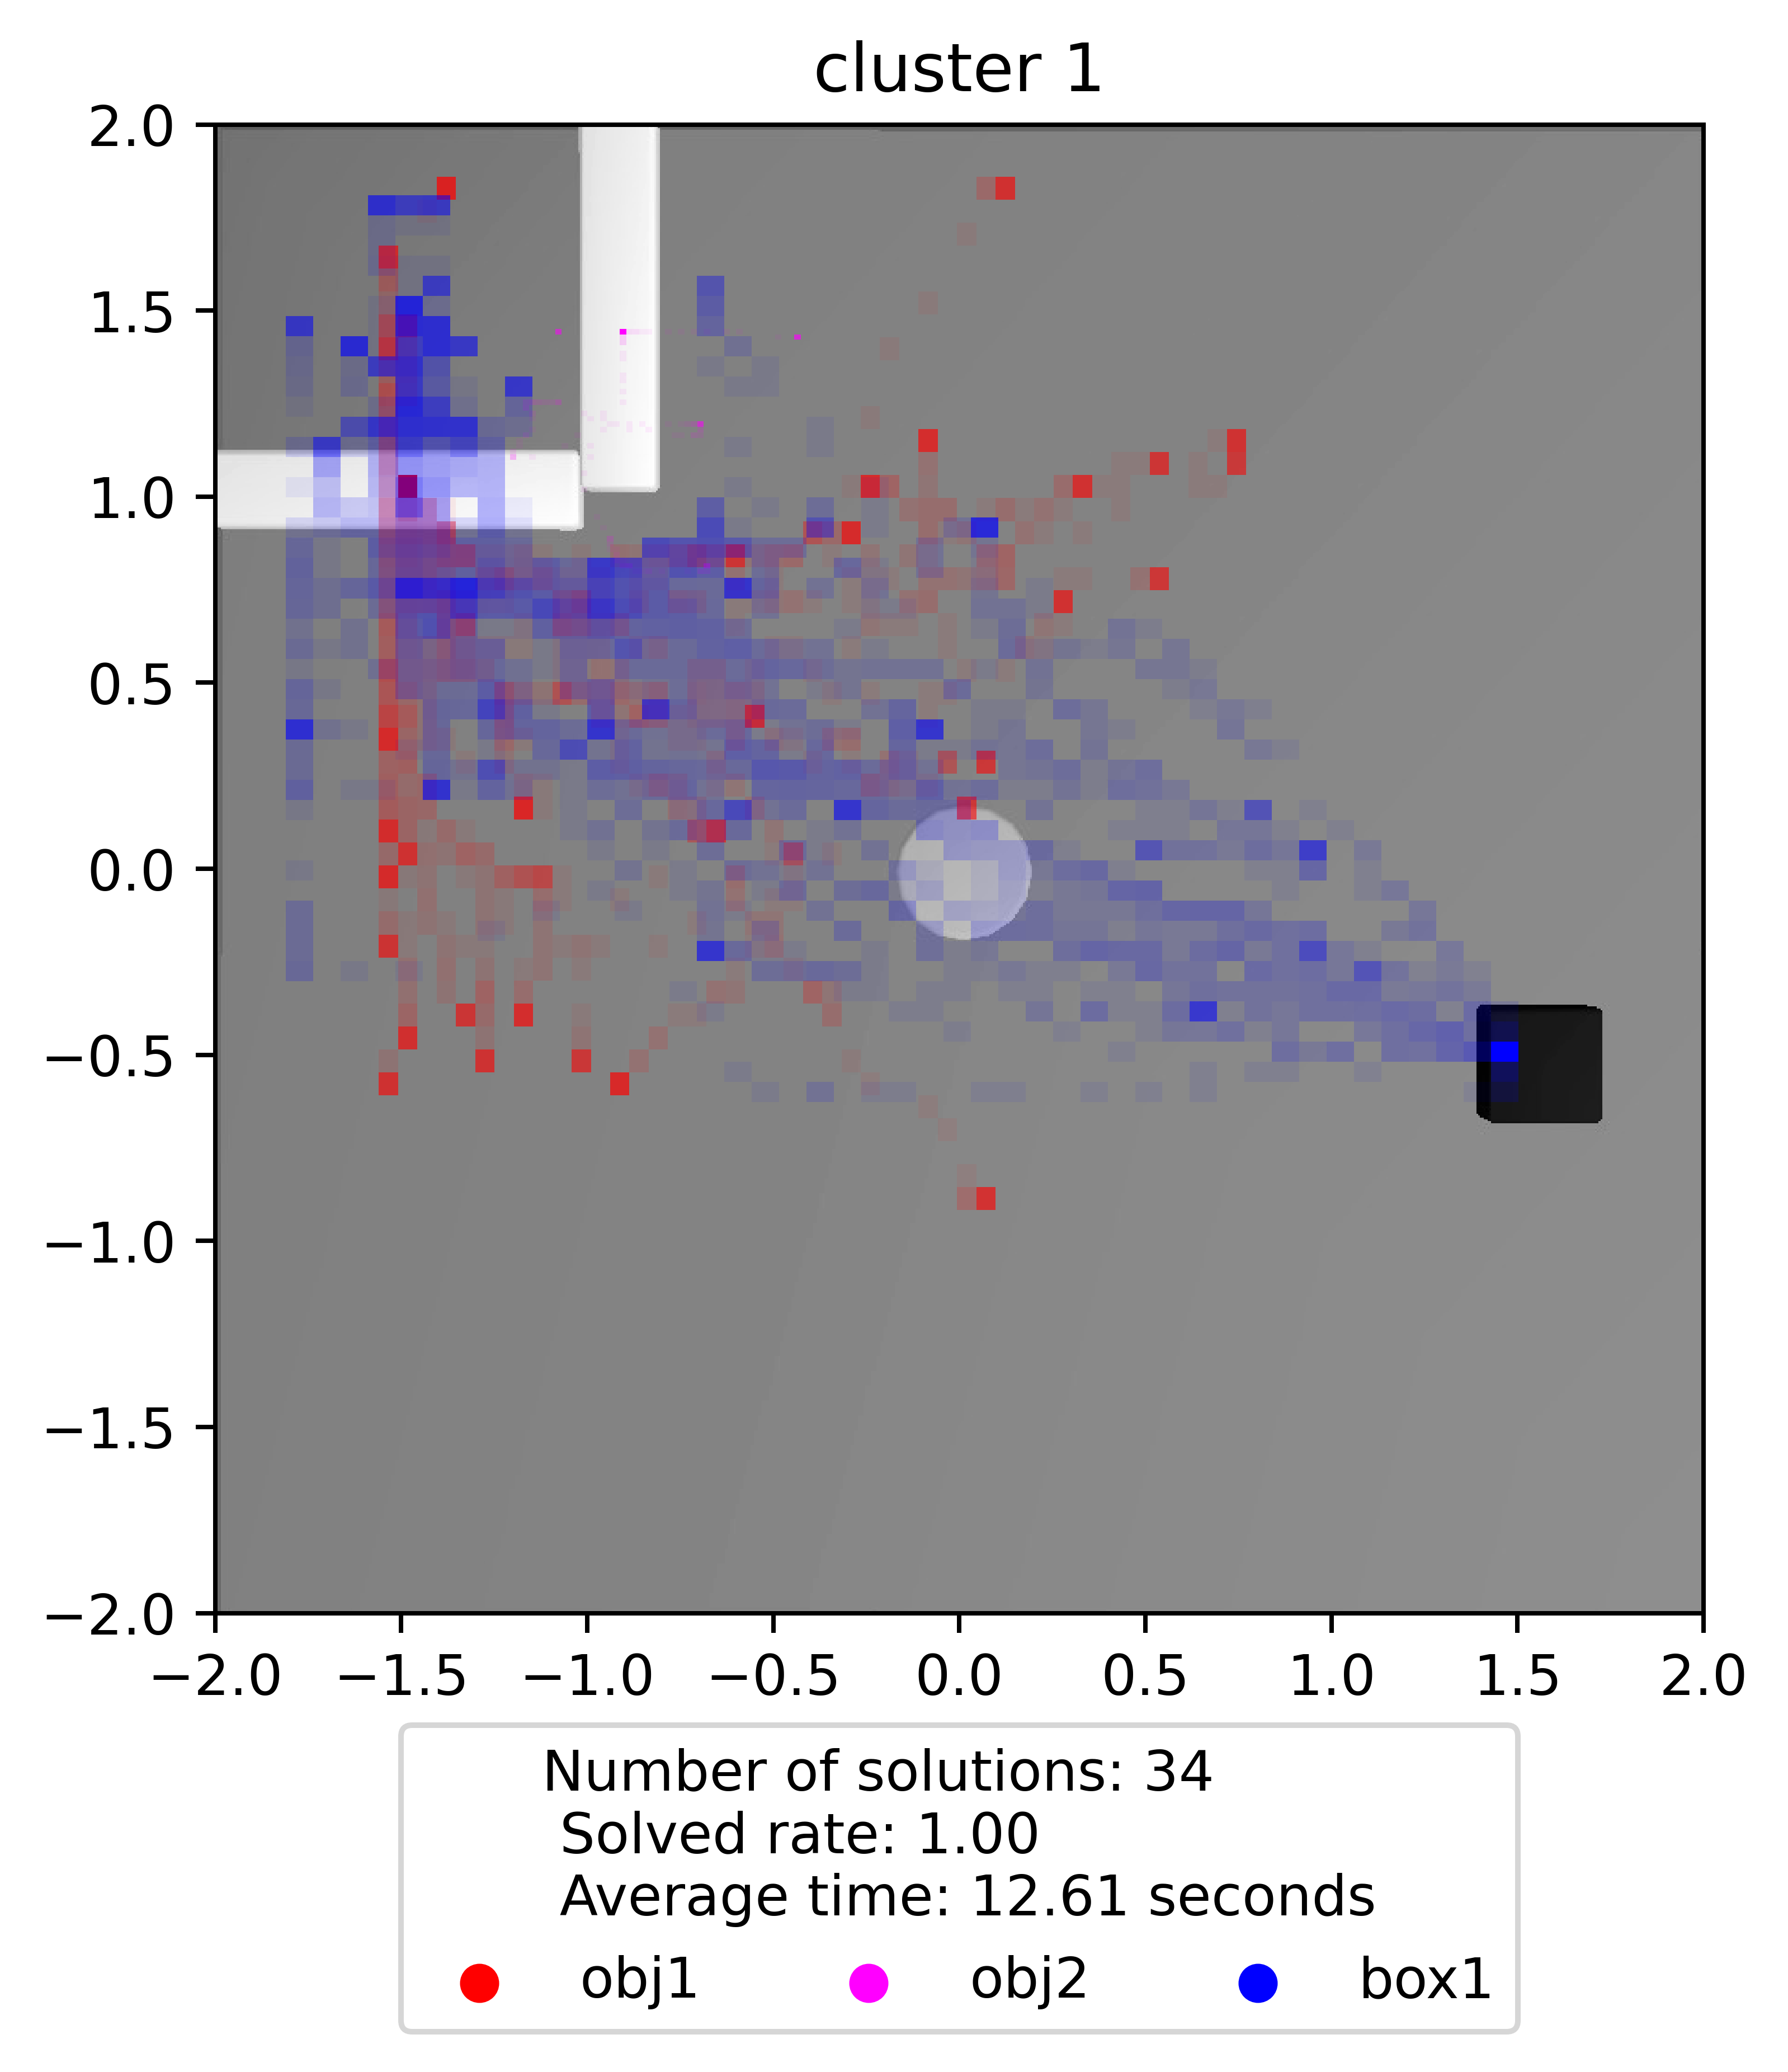 cluster 1
2.0
1.5
1.0
0.5
0.0
−0.5
−1.0
−1.5
−2.0
−2.0 −1.5 −1.0 −0.5 0.0 0.5 1.0 1.5 2.0
Number of solutions: 34
Solved rate: 1.00
Average time: 12.61 seconds
obj1 obj2 box1